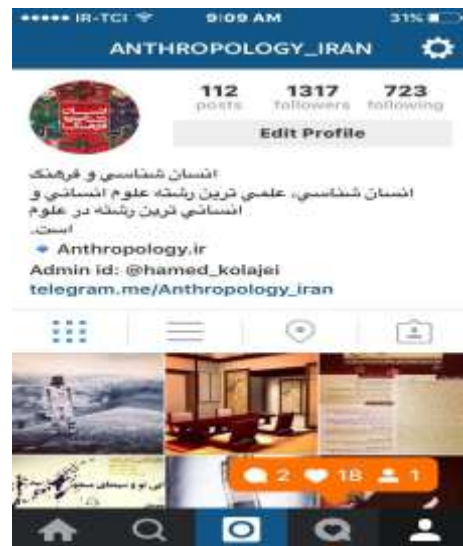 IR-TCI 9:09 AM 31%
ANTHROPOLOGY_IRAN
112 1317 723
posts followers following
Edit Profile
انسان شناسی و فرهنگ
انسان شناسی، علمی ترین رشته علوم انسانی و
انسانی ترین رشته در علوم
است.
Anthropology.ir
Admin id: @hamed_kolajei
telegram.me/Anthropology_iran
2 18 1